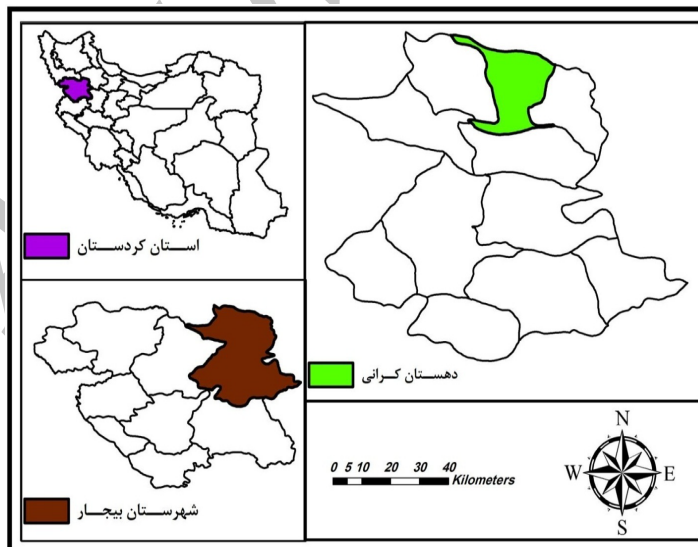 استان کردستان
دهستان کرانی
شهرستان بیجار
0 5 10 20 30 40
Kilometers
N
W E
S